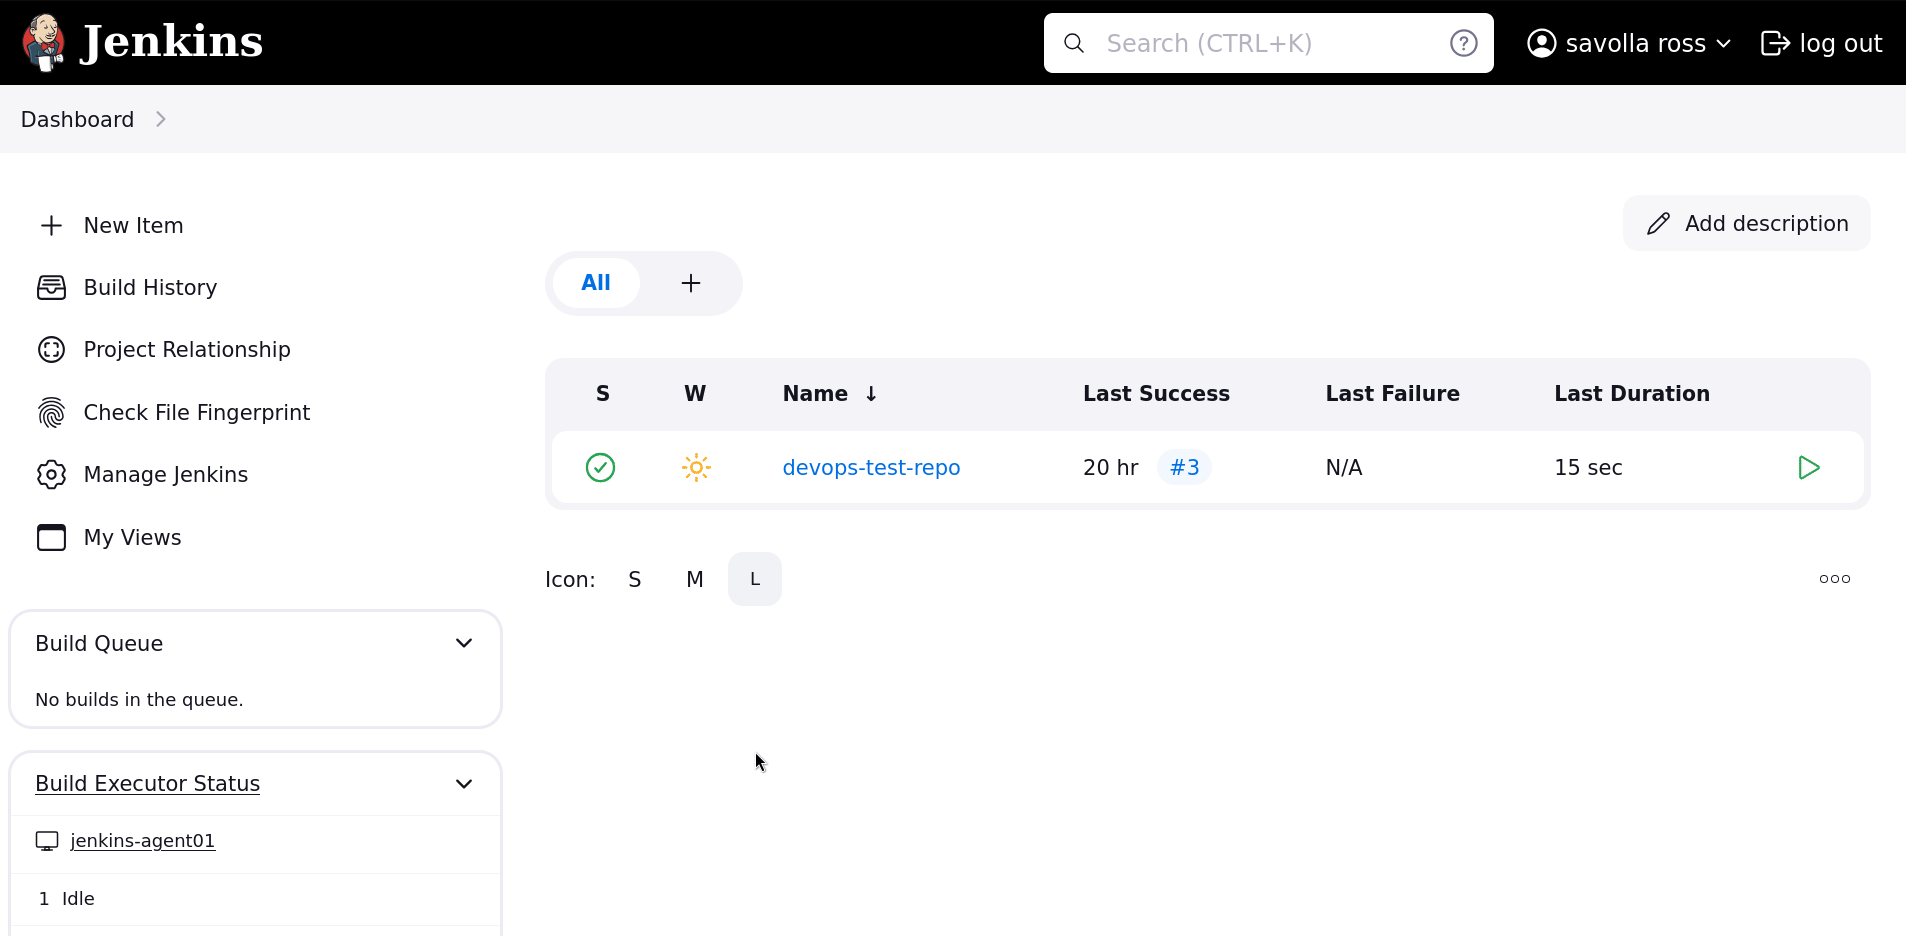 Jenkins
Search (CTRL+K)
savolla ross
log out
Dashboard
New Item
Build History
Project Relationship
Check File Fingerprint
Manage Jenkins
My Views
Build Queue
No builds in the queue.
Build Executor Status
jenkins-agent01
1 Idle
Add description
All
S W Name ↓ Last Success Last Failure Last Duration
devops-test-repo 20 hr #3 N/A 15 sec
Icon: S M L